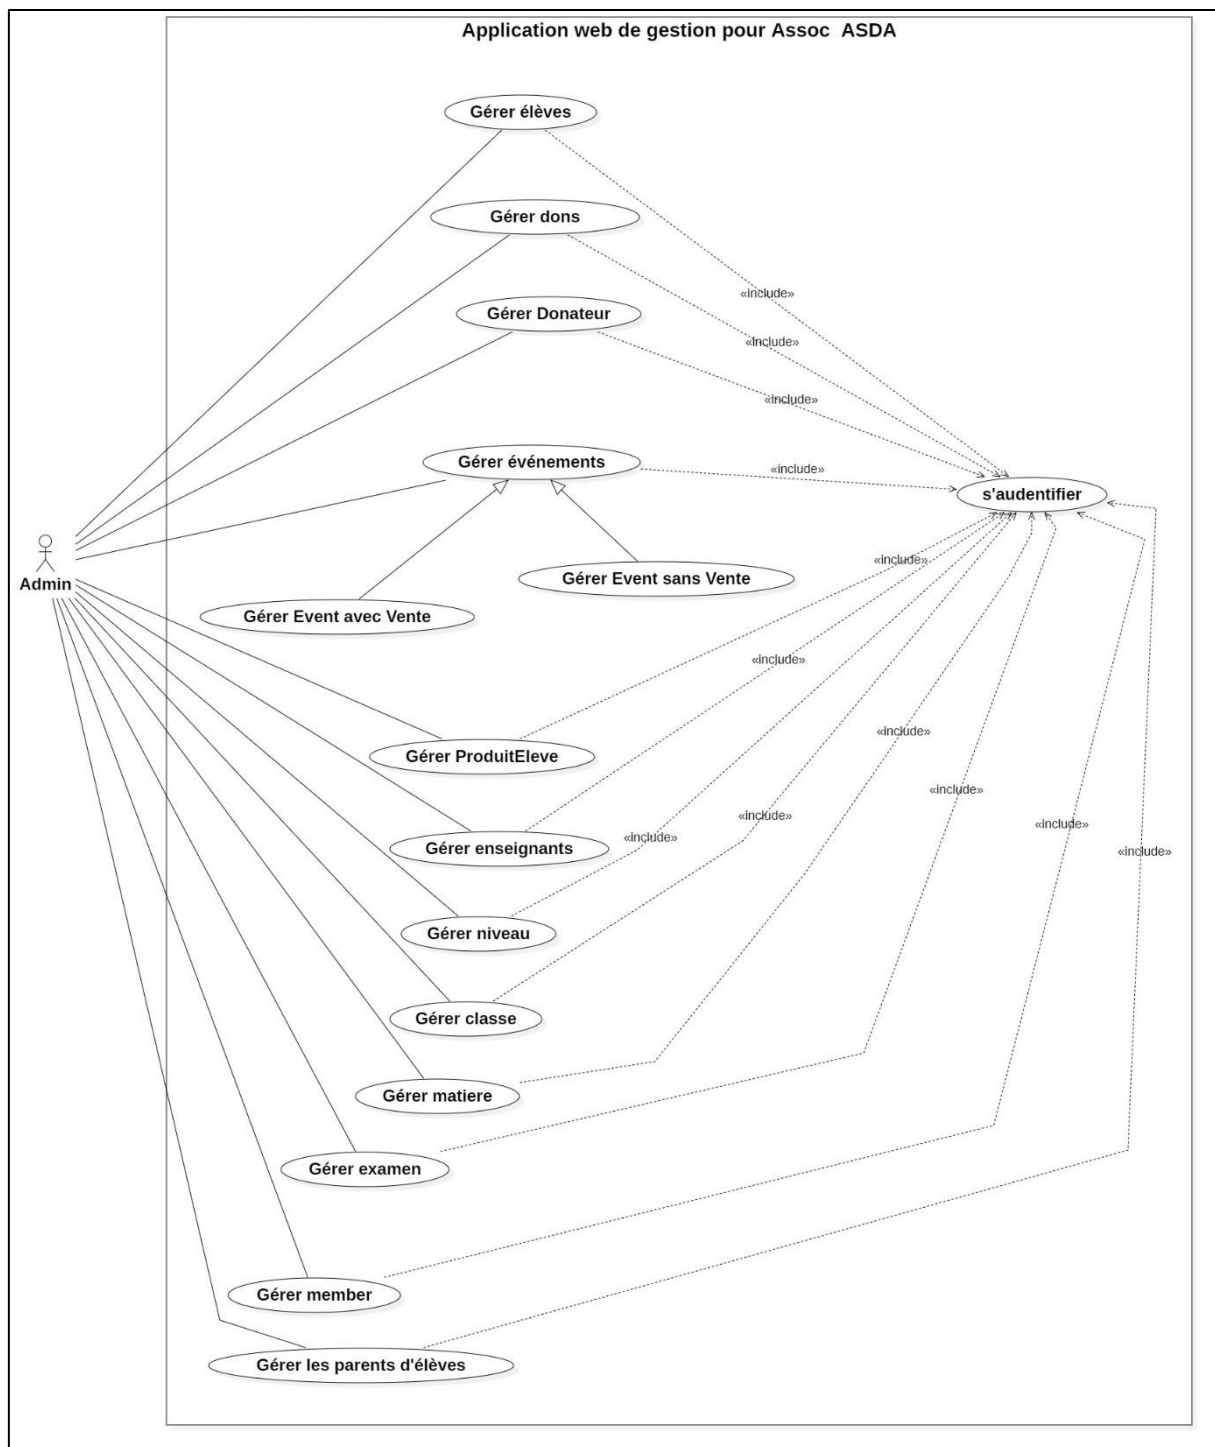 Application web de gestion pour Assoc  ASDA
Gérer élèves
Gérer dons
«include»
Gérer Donateur
«include»
«include»
Gérer événements
«include»
s'audentifier
Admin
Gérer Event sans Vente
«include»
Gérer Event avec Vente
«include»
«include»
Gérer ProduitEleve
«include»
«include»
«include»
«include»
Gérer enseignants
«include»
«include»
Gérer niveau
Gérer classe
Gérer matiere
Gérer examen
Gérer member
Gérer les parents d'élèves